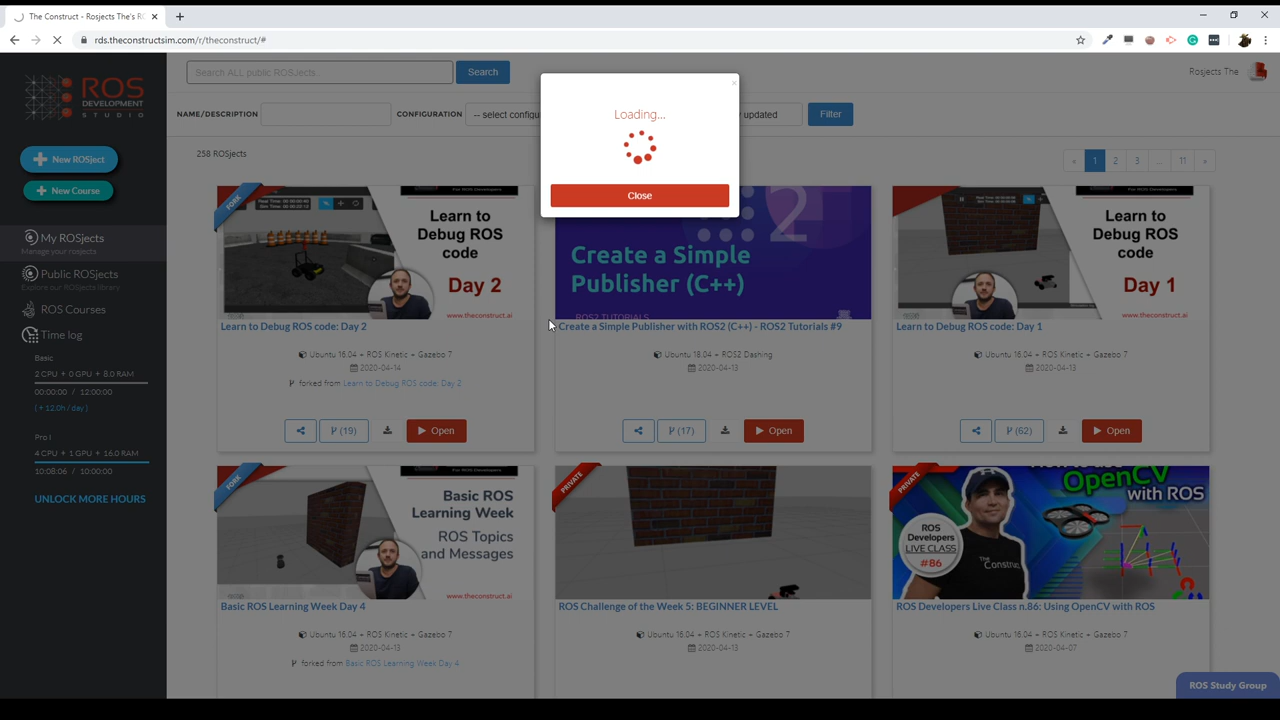 The Construct - Rosjects The's RO
rds.theconstructsim.com/r/theconstruct/#
ROS
DEVELOPMENT
STUDIO
Search ALL public ROSjects...
Search
Rosjects The
NAME/DESCRIPTION
CONFIGURATION
-- select configu
updated
Filter
Loading...
Close
New ROSject
New Course
My ROSjects
Manage your rosjects
Public ROSjects
Explore our ROSjects library
ROS Courses
Time log
Basic
2 CPU + 0 GPU + 8.0 RAM
00:00:00 / 12:00:00
(+ 12.0h /day)
Pro I
4 CPU + 1 GPU + 16.0 RAM
10:08:06 / 10:00:00
UNLOCK MORE HOURS
258 ROSjects
« 1 2 3 ... 11 »
FORK
Learn to
Debug ROS
code
Day 2
www.theconstruct.ai
Learn to Debug ROS code: Day 2
Ubuntu 16.04 + ROS Kinetic + Gazebo 7
2020-04-14
forked from Learn to Debug ROS code: Day 2
(19)
Open
2
Create a Simple
Publisher (C++)
ROS2 TUTORIALS
Create a Simple Publisher with ROS2 (C++) - ROS2 Tutorials #9
Ubuntu 18.04 + ROS2 Dashing
2020-04-13
(17)
Open
Learn to
Debug ROS
code
Day 1
www.theconstruct.ai
Learn to Debug ROS code: Day 1
Ubuntu 16.04 + ROS Kinetic + Gazebo 7
2020-04-13
(62)
Open
FORK
Basic ROS
Learning Week
ROS Topics
and Messages
www.theconstruct.ai
Basic ROS Learning Week Day 4
Ubuntu 16.04 + ROS Kinetic + Gazebo 7
2020-04-13
forked from Basic ROS Learning Week Day 4
PRIVATE
ROS Challenge of the Week 5: BEGINNER LEVEL
Ubuntu 16.04 + ROS Kinetic + Gazebo 7
2020-04-13
PRIVATE
OpenCV
with ROS
ROS
Developers
LIVE CLASS
#86
The Construct
ROS Developers Live Class n.86: Using OpenCV with ROS
Ubuntu 16.04 + ROS Kinetic + Gazebo 7
2020-04-07
ROS Study Group